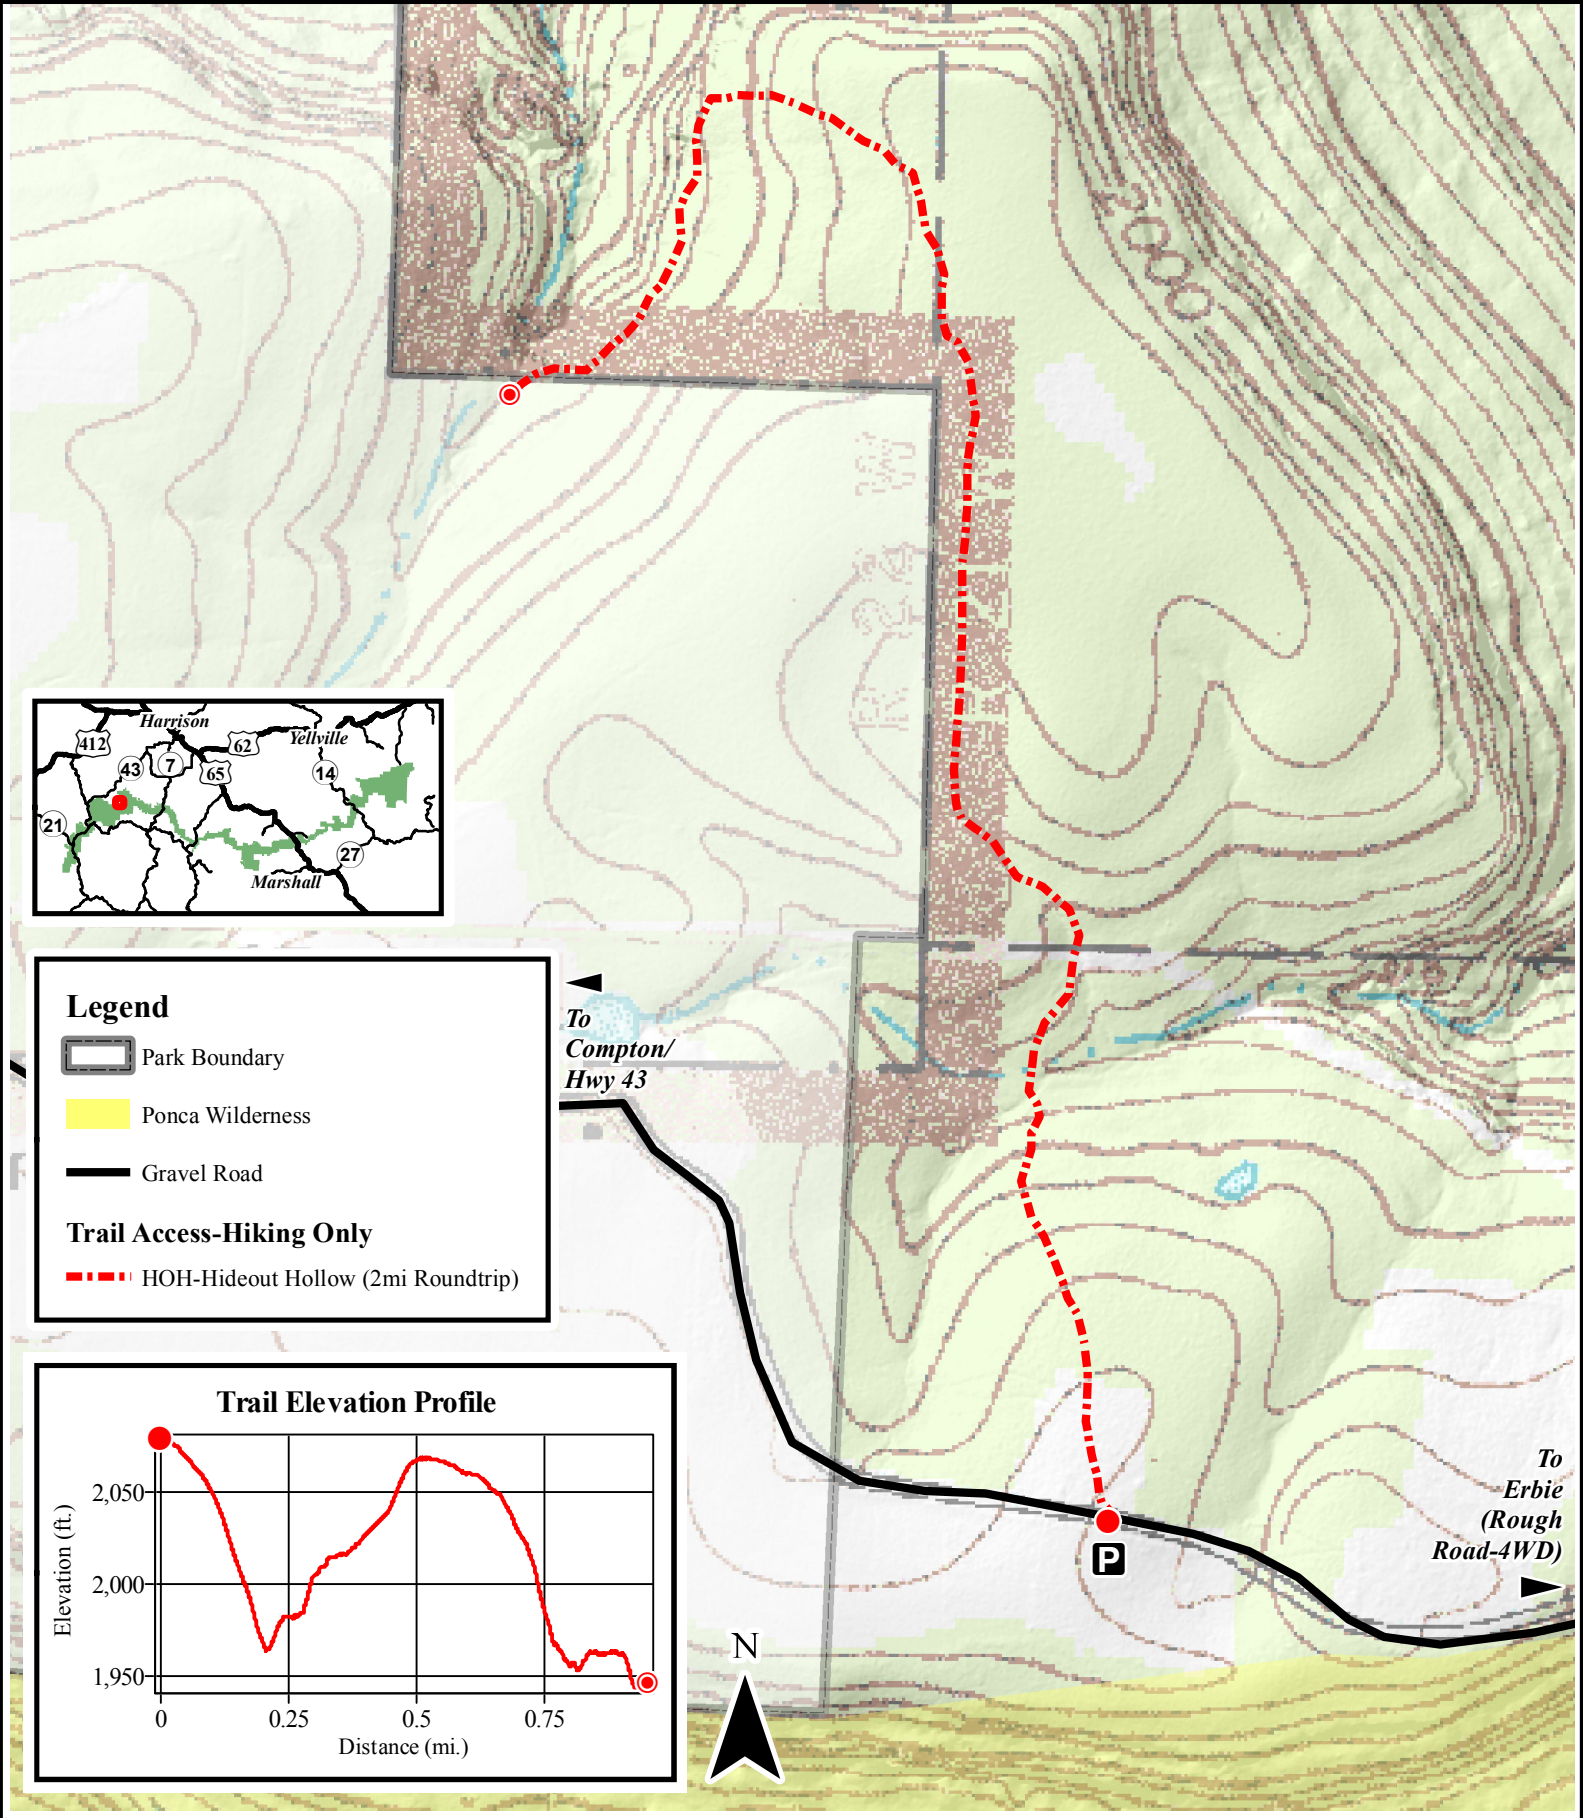 2000
R 22 W
Harrison
412
62
Yellville
43
7
65
14
21
27
Marshall
To
Compton/
Hwy 43
Legend
Park Boundary
Ponca Wilderness
Gravel Road
Trail Access-Hiking Only
HOH-Hideout Hollow (2mi Roundtrip)
Trail Elevation Profile
Elevation (ft.)
2,050
2,000
1,950
0
0.25
0.5
0.75
Distance (mi.)
N
P
To
Erbie
(Rough
Road-4WD)